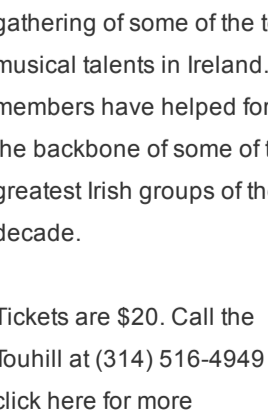 gathering of some of the t
musical talents in Ireland.
members have helped for
the backbone of some of t
greatest Irish groups of the
decade.
Tickets are $20. Call the
Touhill at (314) 516-4949
click here for more